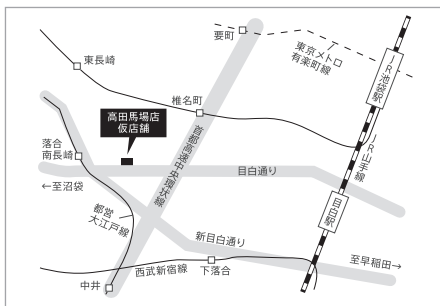 要町
東京メトロ
有楽町線
東長崎
JR池袋駅
椎名町
高田馬場店
仮店舗
首都高速中央環状線
JR山手線
落合
南長崎
目白通り
←至沼袋
目白駅
都営
大江戸線
新目白通り
至早稲田→
西武新宿線
下落合
中井